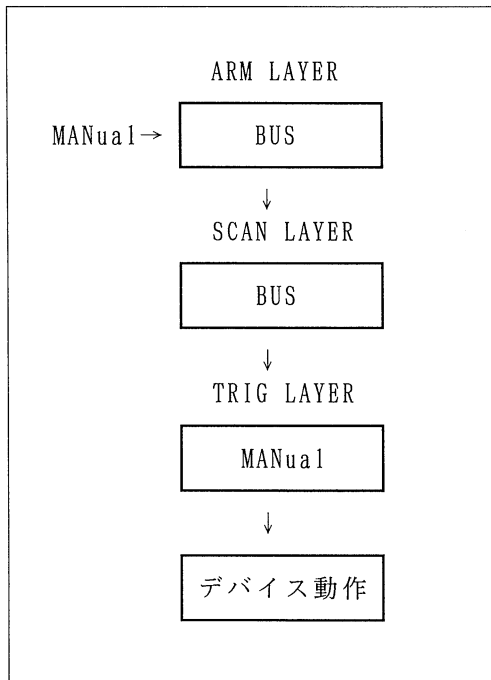 ARM LAYER
MANual→ BUS
↓
SCAN LAYER
BUS
↓
TRIG LAYER
MANual
↓
デバイス動作